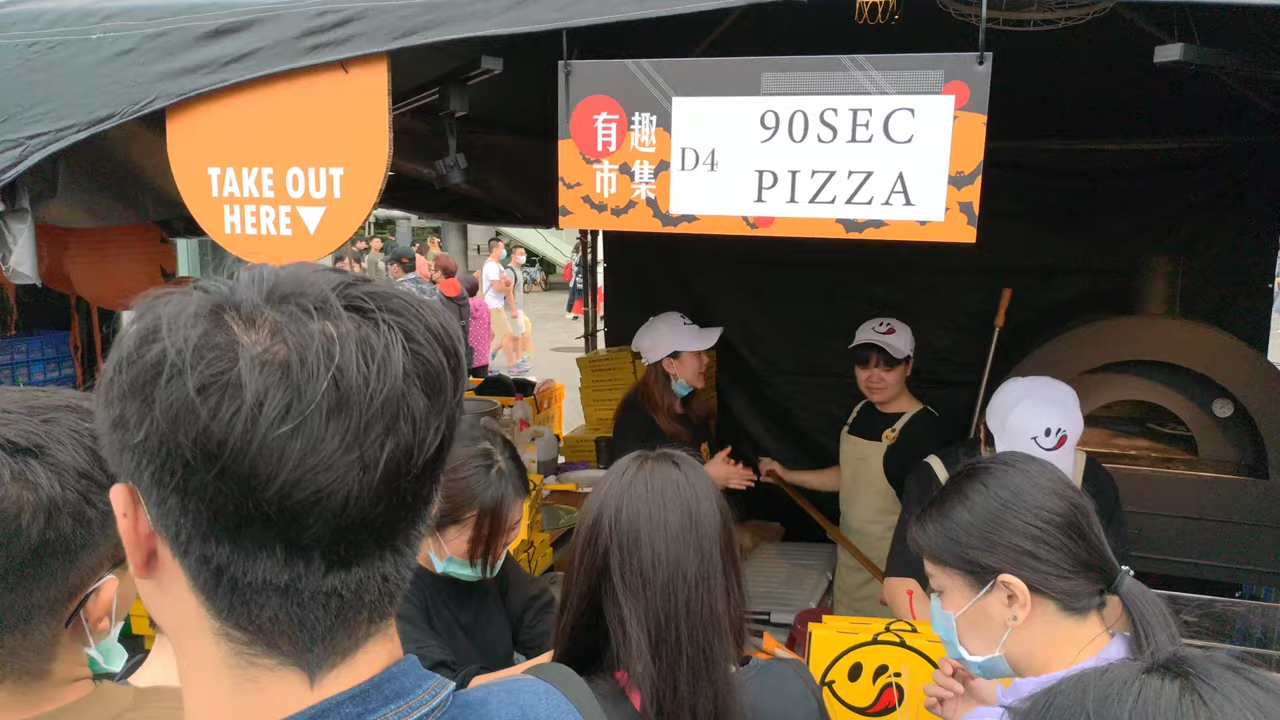 TAKE OUT
HERE
有趣
市集
D4
90SEC
PIZZA